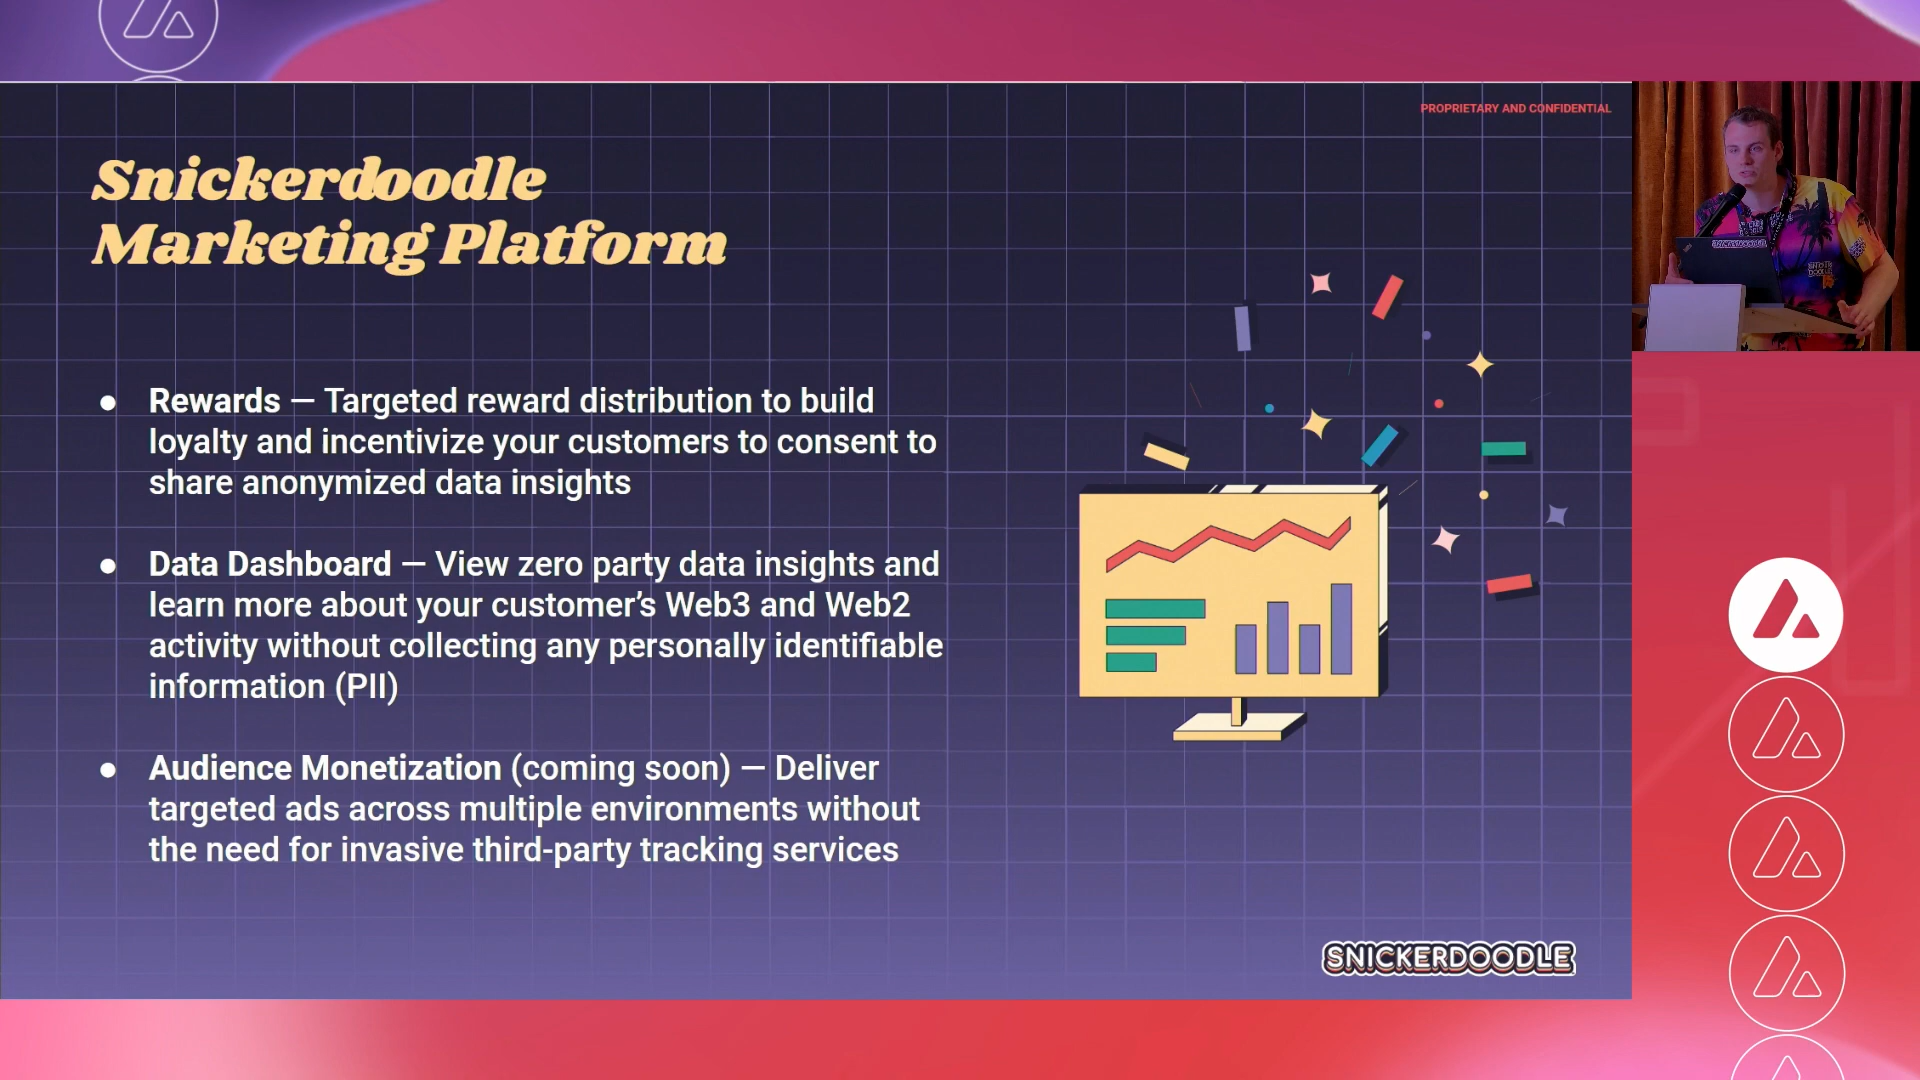 PROPRIETARY AND CONFIDENTIAL
Snickerdoodle
Marketing Platform
● Rewards — Targeted reward distribution to build
loyalty and incentivize your customers to consent to
share anonymized data insights
● Data Dashboard — View zero party data insights and
learn more about your customer’s Web3 and Web2
activity without collecting any personally identifiable
information (PII)
● Audience Monetization (coming soon) — Deliver
targeted ads across multiple environments without
the need for invasive third-party tracking services
SNICKERDOODLE
SNICKERDOODLE